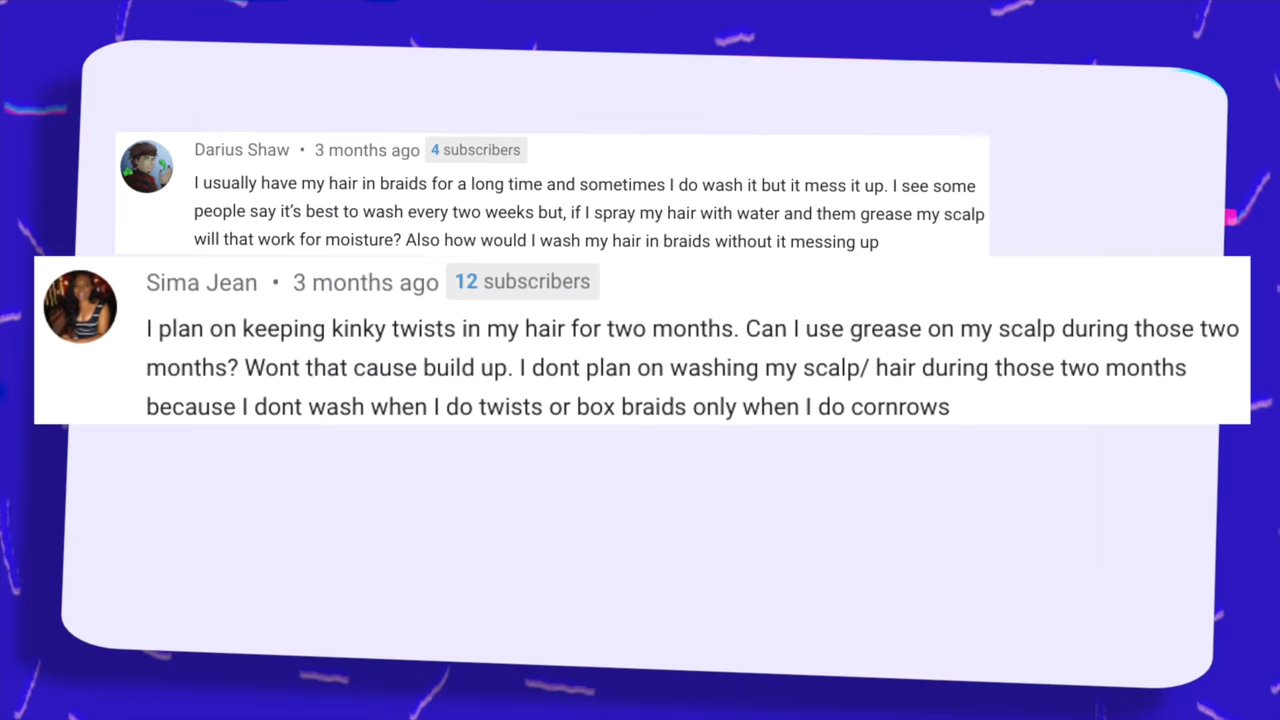 Darius Shaw • 3 months ago 4 subscribers
I usually have my hair in braids for a long time and sometimes I do wash it but it mess it up. I see some
people say it’s best to wash every two weeks but, if I spray my hair with water and them grease my scalp
will that work for moisture? Also how would I wash my hair in braids without it messing up
Sima Jean • 3 months ago 12 subscribers
I plan on keeping kinky twists in my hair for two months. Can I use grease on my scalp during those two
months? Wont that cause build up. I dont plan on washing my scalp/ hair during those two months
because I dont wash when I do twists or box braids only when I do cornrows